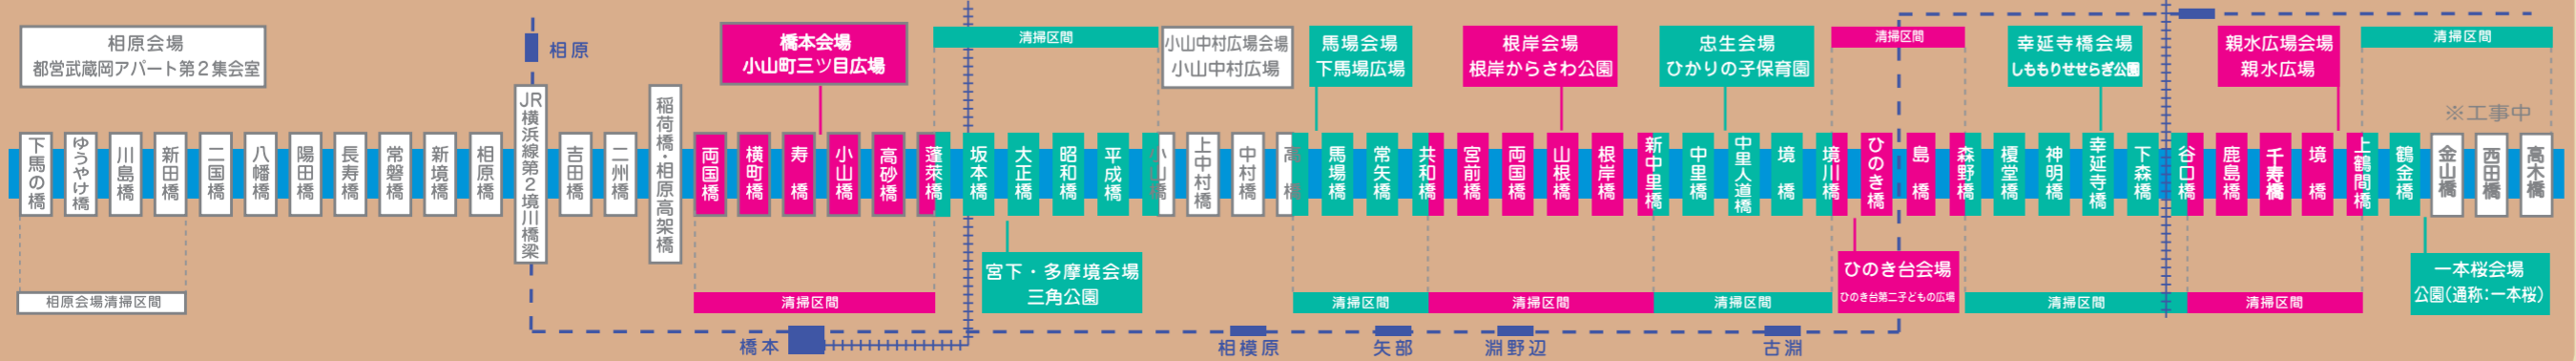 相原会場
都営武蔵岡アパート第２集会室
相原
橋本会場
小山町三ツ目広場
清掃区間
小山中村広場会場
小山中村広場
馬場会場
下馬場広場
根岸会場
根岸からさわ公園
忠生会場
ひかりの子保育園
清掃区間
幸延寺橋会場
しももりせせらぎ公園
親水広場会場
親水広場
清掃区間
※工事中
下馬の橋
ゆうやけ橋
川島橋
新田橋
二国橋
八幡橋
陽田橋
長寿橋
常磐橋
新境橋
相原橋
JR横浜線第２境川橋梁
吉田橋
二州橋
稲荷橋・相原高架橋
両国橋
横町橋
寿橋
小山橋
高砂橋
蓬莱橋
坂本橋
大正橋
昭和橋
平成橋
小山橋
上中村橋
中村橋
高橋
馬場橋
常矢橋
共和橋
宮前橋
両国橋
山根橋
根岸橋
新中里橋
中里橋
中里人道橋
境橋
境川橋
ひのき橋
島橋
森野橋
榎堂橋
神明橋
幸延寺橋
下森橋
谷口橋
鹿島橋
千寿橋
境橋
上鶴間橋
鶴金橋
金山橋
西田橋
高木橋
相原会場清掃区間
清掃区間
宮下・多摩境会場
三角公園
清掃区間
清掃区間
清掃区間
ひのき台会場
ひのき台第二子どもの広場
清掃区間
清掃区間
一本桜会場
公園(通称：一本桜)
橋本
相模原
矢部
淵野辺
古淵